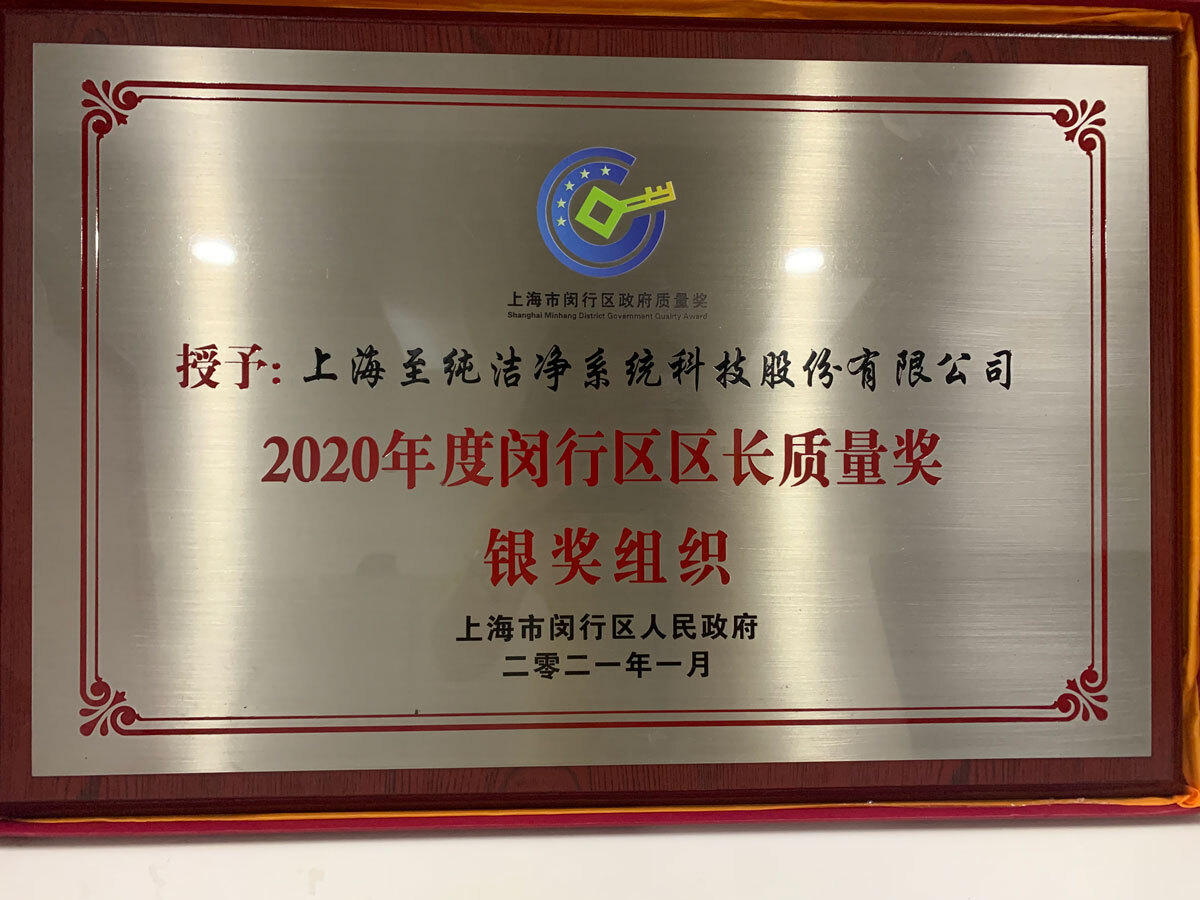 上海市闵行区政府质量奖
Shanghai Minhang District Government Quality Award
授予:上海至纯洁净系统科技股份有限公司
2020年度闵行区区长质量奖
银奖组织
上海市闵行区人民政府
二零二一年一月